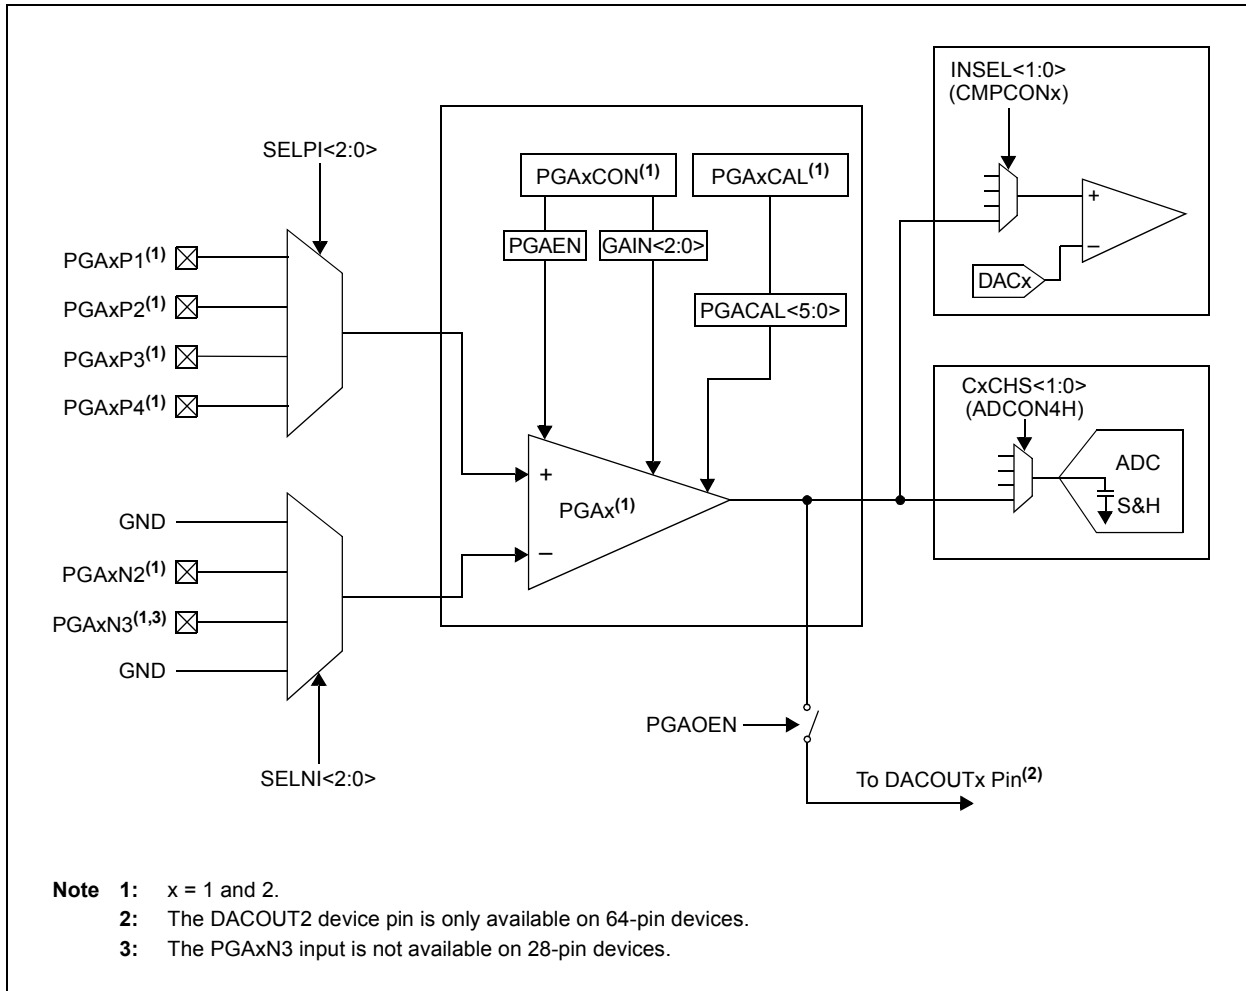 INSEL<1:0>
(CMPCONx)
SELPI<2:0>
PGAxCON(1)
PGAxCAL(1)
PGAEN
GAIN<2:0>
PGACAL<5:0>
PGAxP1(1)
PGAxP2(1)
PGAxP3(1)
PGAxP4(1)
+
–
DACx
CxCHS<1:0>
(ADCON4H)
ADC
S&H
+
PGAx(1)
–
GND
PGAxN2(1)
PGAxN3(1,3)
GND
SELNI<2:0>
PGAOEN
To DACOUTx Pin(2)
Note 1: x = 1 and 2.
2: The DACOUT2 device pin is only available on 64-pin devices.
3: The PGAxN3 input is not available on 28-pin devices.